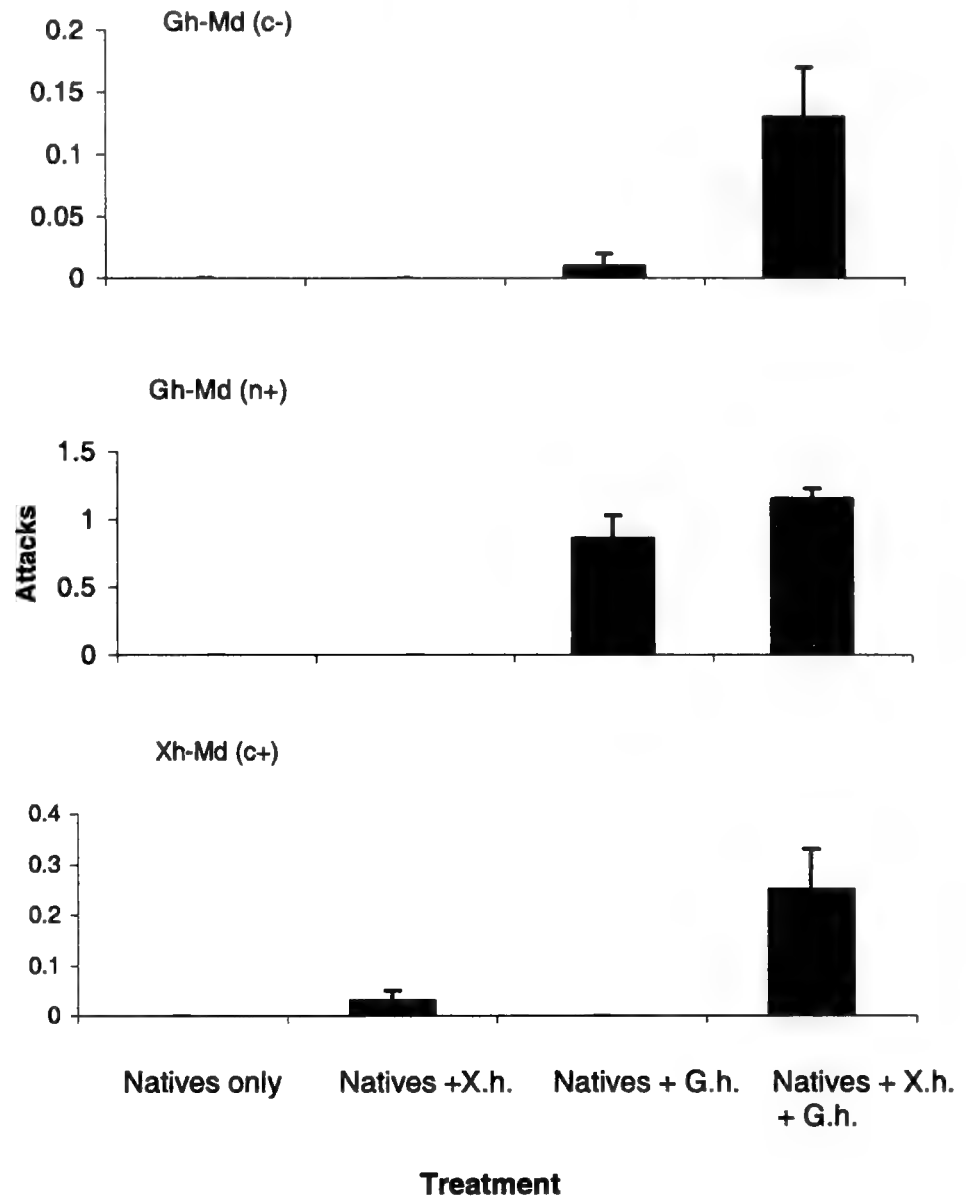 Gh-Md (c-)
0.2
0.15
0.1
0.05
0
Gh-Md (n+)
1.5
1
0.5
0
Attacks
Xh-Md (c+)
0.4
0.3
0.2
0.1
0
Natives only
Natives +X.h.
Natives + G.h.
Natives + X.h.
+ G.h.
Treatment